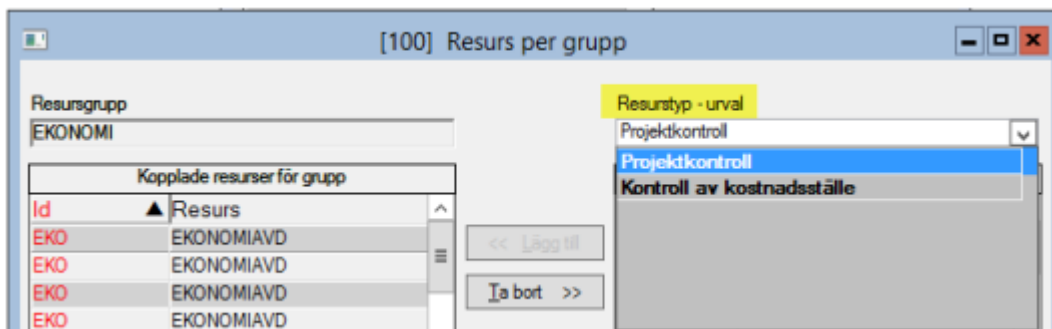 [100] Resurs per grupp
Resursgrupp
EKONOMI
Resurstyp - urval
Projektkontroll
Projektkontroll
Kontroll av kostnadsställe
Kopplade resurser för grupp
Id Resurs
EKO EKONOMIAVD
EKO EKONOMIAVD
EKO EKONOMIAVD
EKO EKONOMIAVD
<< Lägg till
Ta bort >>